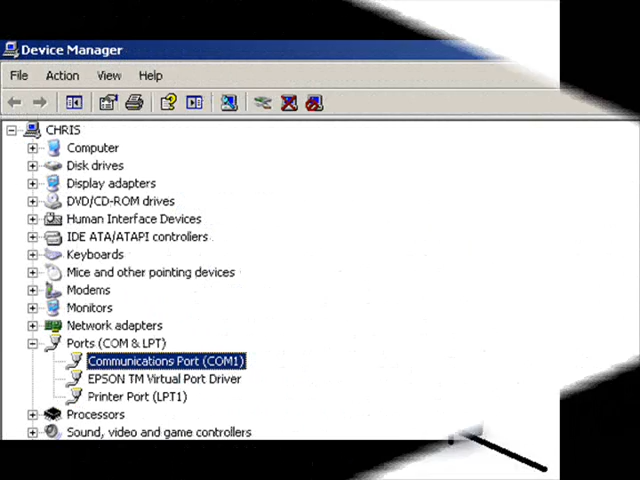 Device Manager
File Action View Help
CHRIS
Computer
Disk drives
Display adapters
DVD/CD-ROM drives
Human Interface Devices
IDE ATA/ATAPI controllers
Keyboards
Mice and other pointing devices
Modems
Monitors
Network adapters
Ports (COM & LPT)
Communications Port (COM1)
EPSON TM Virtual Port Driver
Printer Port (LPT1)
Processors
Sound, video and game controllers